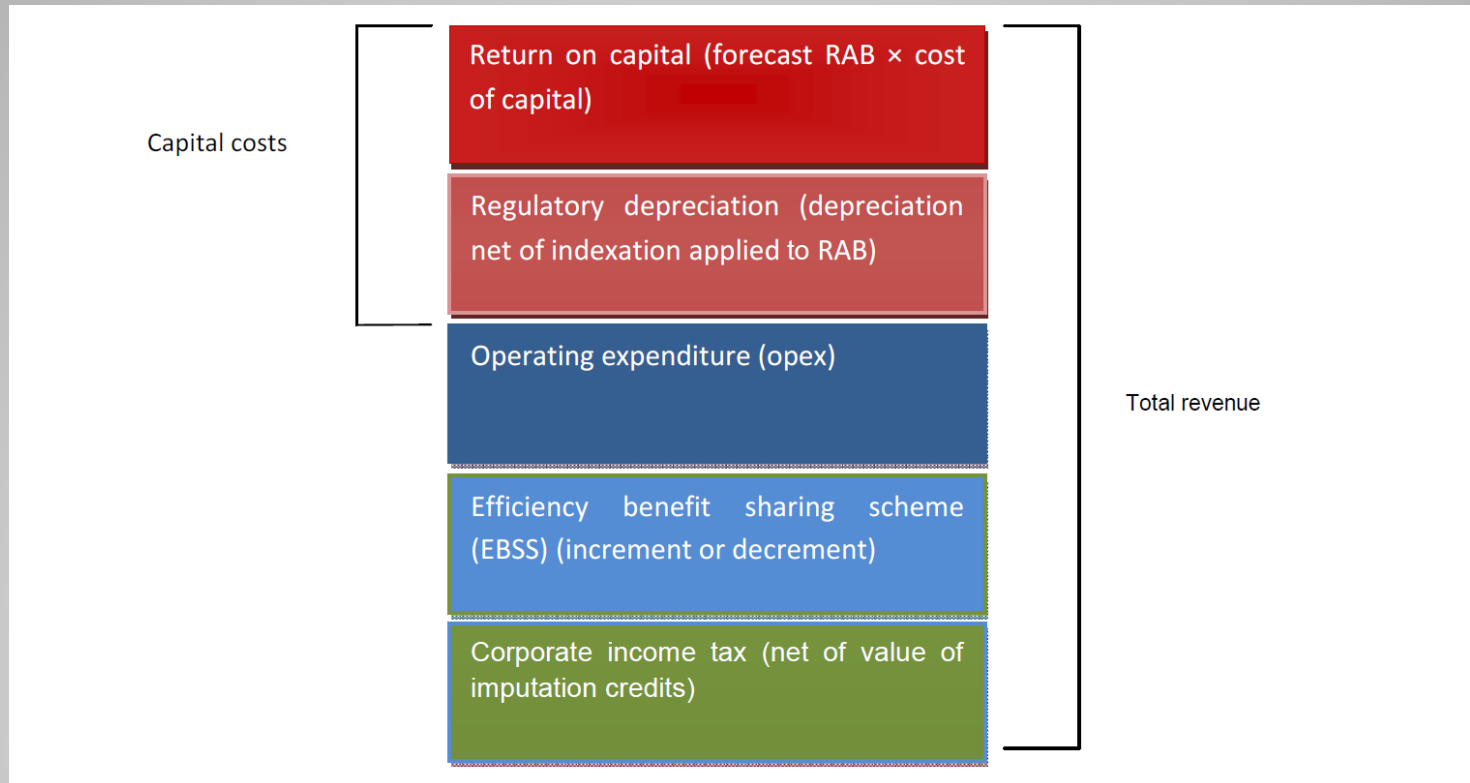 Return on capital (forecast RAB × cost
of capital)
Capital costs
Regulatory depreciation (depreciation
net of indexation applied to RAB)
Operating expenditure (opex)
Total revenue
Efficiency benefit sharing scheme
(EBSS) (increment or decrement)
Corporate income tax (net of value of
imputation credits)